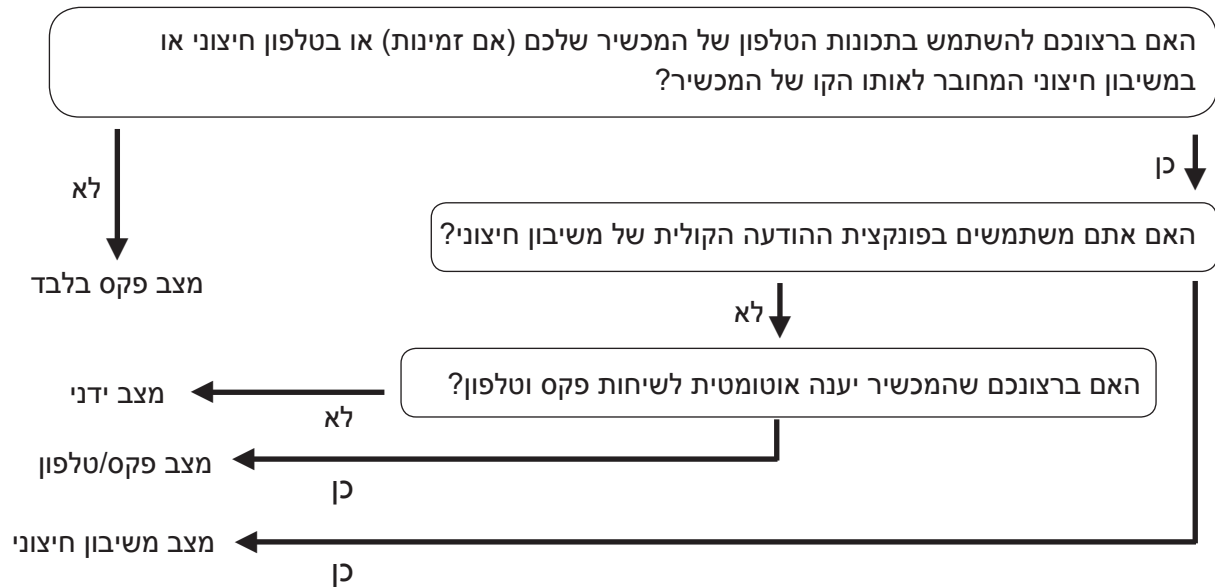 האם ברצונכם להשתמש בתכונות הטלפון של המכשיר שלכם (אם זמינות) או בטלפון חיצוני או
במשיבון חיצוני המחובר לאותו הקו של המכשיר?
כן
לא
האם אתם משתמשים בפונקצית ההודעה הקולית של משיבון חיצוני?
מצב פקס בלבד
לא
האם ברצונכם שהמכשיר יענה אוטומטית לשיחות פקס וטלפון?
מצב ידני
לא
מצב פקס/טלפון
כן
מצב משיבון חיצוני
כן